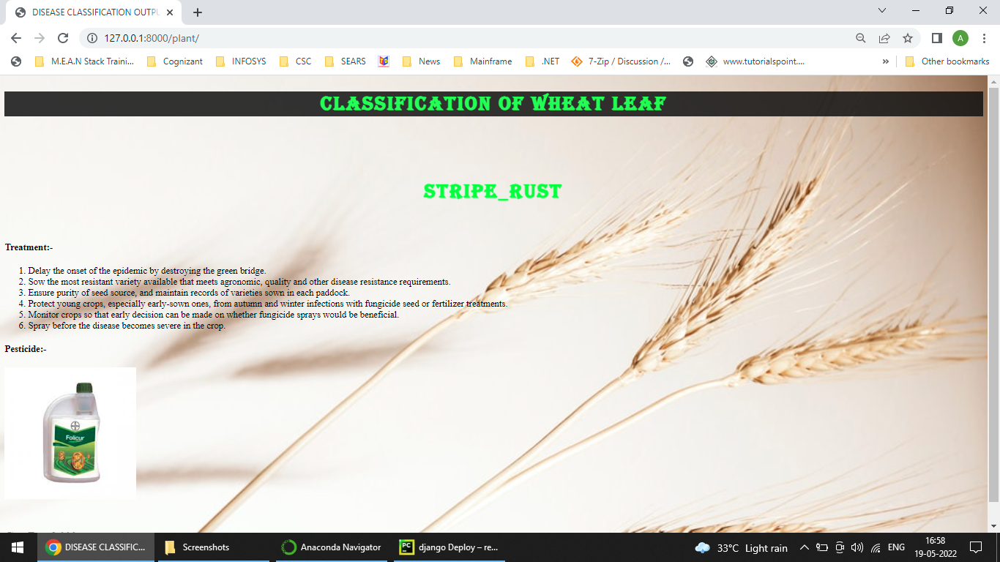 DISEASE CLASSIFICATION OUTPU
127.0.0.1:8000/plant/
A
M.E.A.N Stack Traini...
Cognizant
INFOSYS
CSC
SEARS
News
Mainframe
.NET
7-Zip / Discussion /...
www.tutorialspoint....
»
Other bookmarks
CLASSIFICATION OF WHEAT LEAF
STRIPE_RUST
Treatment:-
1. Delay the onset of the epidemic by destroying the green bridge.
2. Sow the most resistant variety available that meets agronomic, quality and other disease resistance requirements.
3. Ensure purity of seed source, and maintain records of varieties sown in each paddock.
4. Protect young crops, especially early-sown ones, from autumn and winter infections with fungicide seed or fertilizer treatments.
5. Monitor crops so that early decision can be made on whether fungicide sprays would be beneficial.
6. Spray before the disease becomes severe in the crop.
Pesticide:-
Folicur
DISEASE CLASSIFIC...
Screenshots
Anaconda Navigator
PC
django Deploy – re...
33°C Light rain
ENG
16:58
19-05-2022